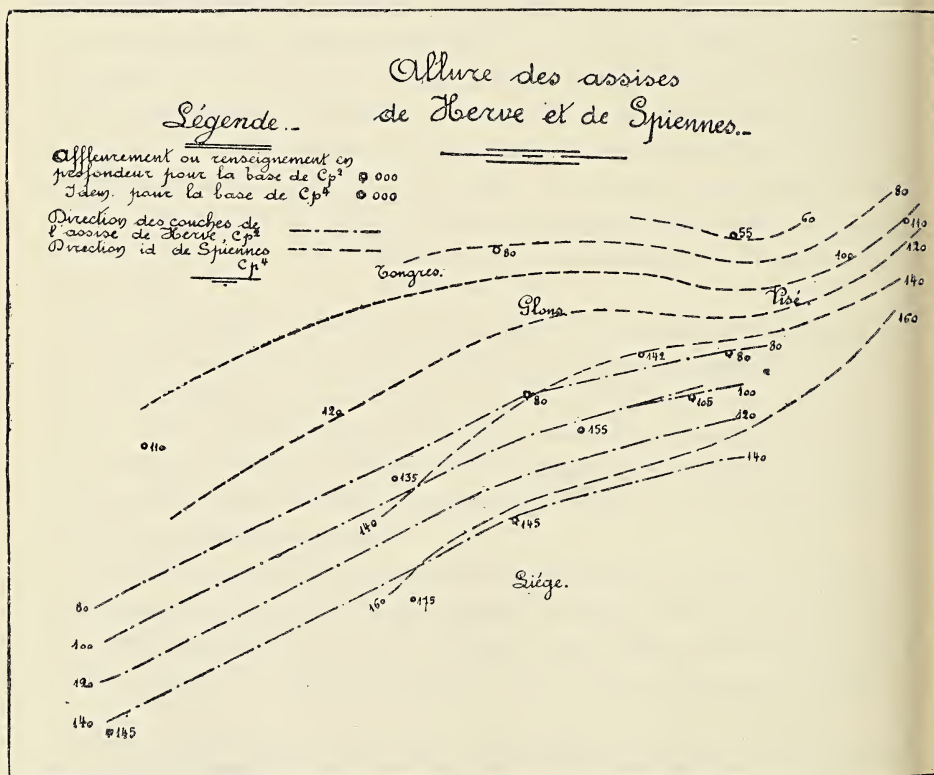 Allure des assises
de Herve et de Spiennes.
Légende.
Affleurement ou renseignement en
profondeur pour la base de Cp² 000
Idem. pour la base de Cp⁴ 000
Direction des couches de
l'assise de Herve, Cp²
Direction id de Spiennes
Cp⁴
80
60
55
110
80
100
120
Tongres.
140
Visé.
Glons.
160
142
80
80
100
105
80
120
120
155
110
140
135
140
145
Liége.
80
160
175
100
120
140
145